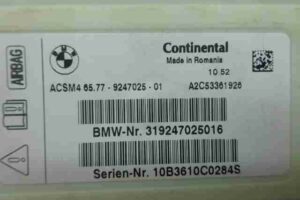 AIRBAG
BMW
Continental
Made in Romania
10.52
ACSM4 65.77 - 9247025 - 01
A2C53361926
BMW-Nr. 319247025016
Serien-Nr. 10B3610C0284S